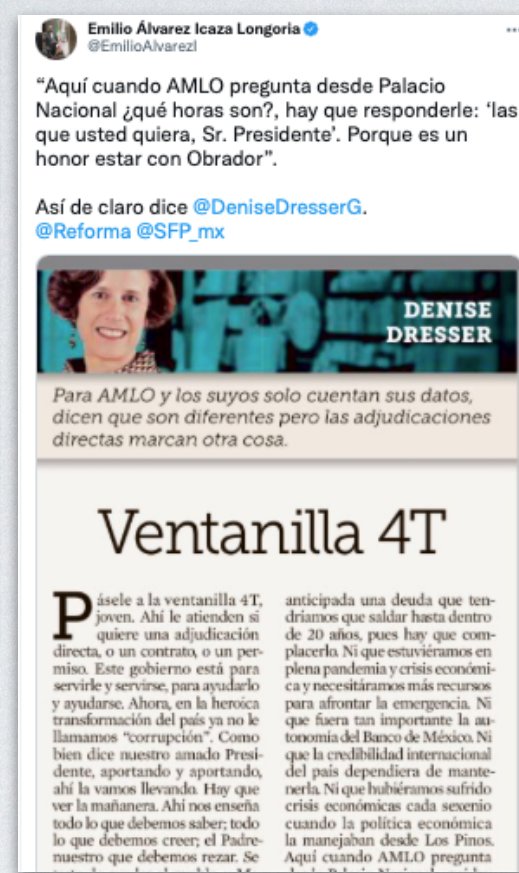 Emilio Álvarez Icaza Longoria
@EmilioAlvarezI
“Aquí cuando AMLO pregunta desde Palacio
Nacional ¿qué horas son?, hay que responderle: ‘las
que usted quiera, Sr. Presidente’. Porque es un
honor estar con Obrador”.
Así de claro dice @DeniseDresserG.
@Reforma @SFP_mx
DENISE
DRESSER
Para AMLO y los suyos solo cuentan sus datos,
dicen que son diferentes pero las adjudicaciones
directas marcan otra cosa.
Ventanilla 4T
Pásele a la ventanilla 4T,
joven. Ahí le atienden si
quiere una adjudicación
directa, o un contrato, o un per-
miso. Este gobierno está para
servirle y servirse, para ayudarlo
y ayudarse. Ahora, en la heroica
transformación del país ya no le
llamamos “corrupción”. Como
bien dice nuestro amado Presi-
dente, aportando y aportando,
ahí la vamos llevando. Hay que
ver la mañanera. Ahí nos enseña
todo lo que debemos saber; todo
lo que debemos creer; el Padre-
nuestro que debemos rezar. Se
anticipada una deuda que ten-
dríamos que saldar hasta dentro
de 20 años, pues hay que com-
placerlo. Ni que estuviéramos en
plena pandemia y crisis económi-
ca y necesitáramos más recursos
para afrontar la emergencia. Ni
que fuera tan importante la au-
tonomía del Banco de México. Ni
que la credibilidad internacional
del país dependiera de mante-
nerla. Ni que hubiéramos sufrido
crisis económicas cada sexenio
cuando la política económica
la manejaban desde Los Pinos.
Aquí cuando AMLO pregunta